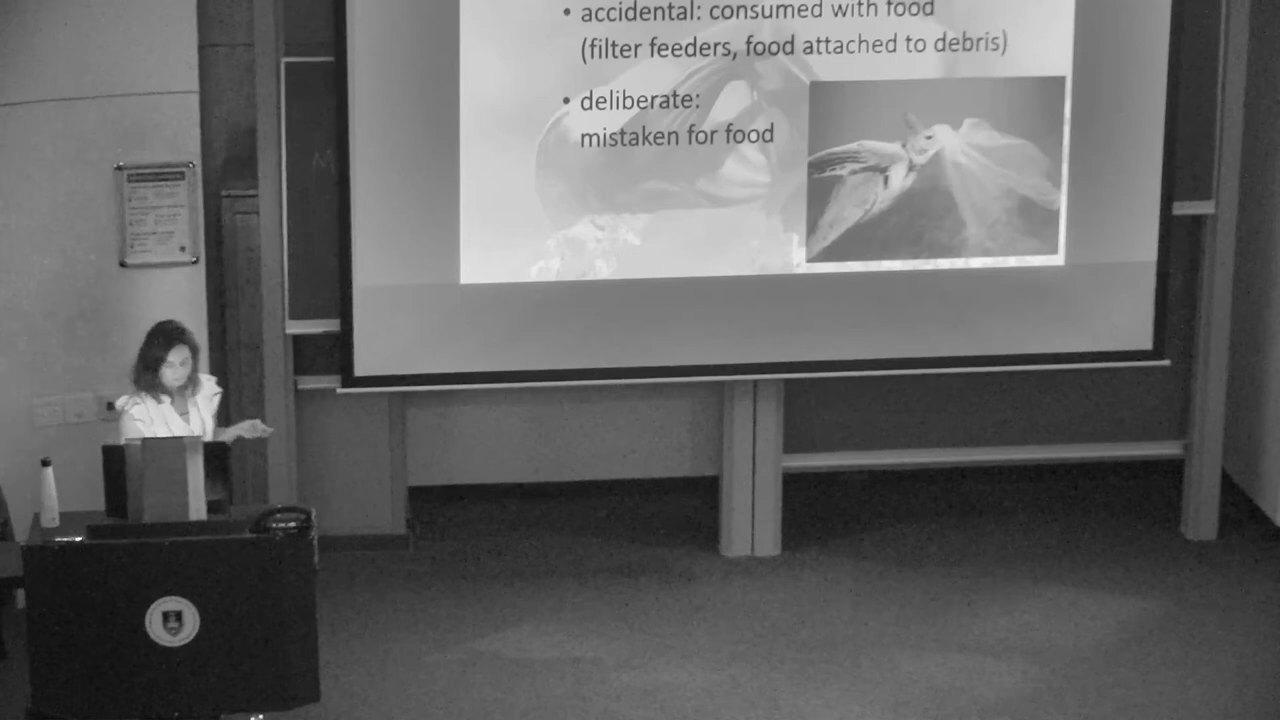 • accidental: consumed with food
(filter feeders, food attached to debris)
• deliberate:
mistaken for food